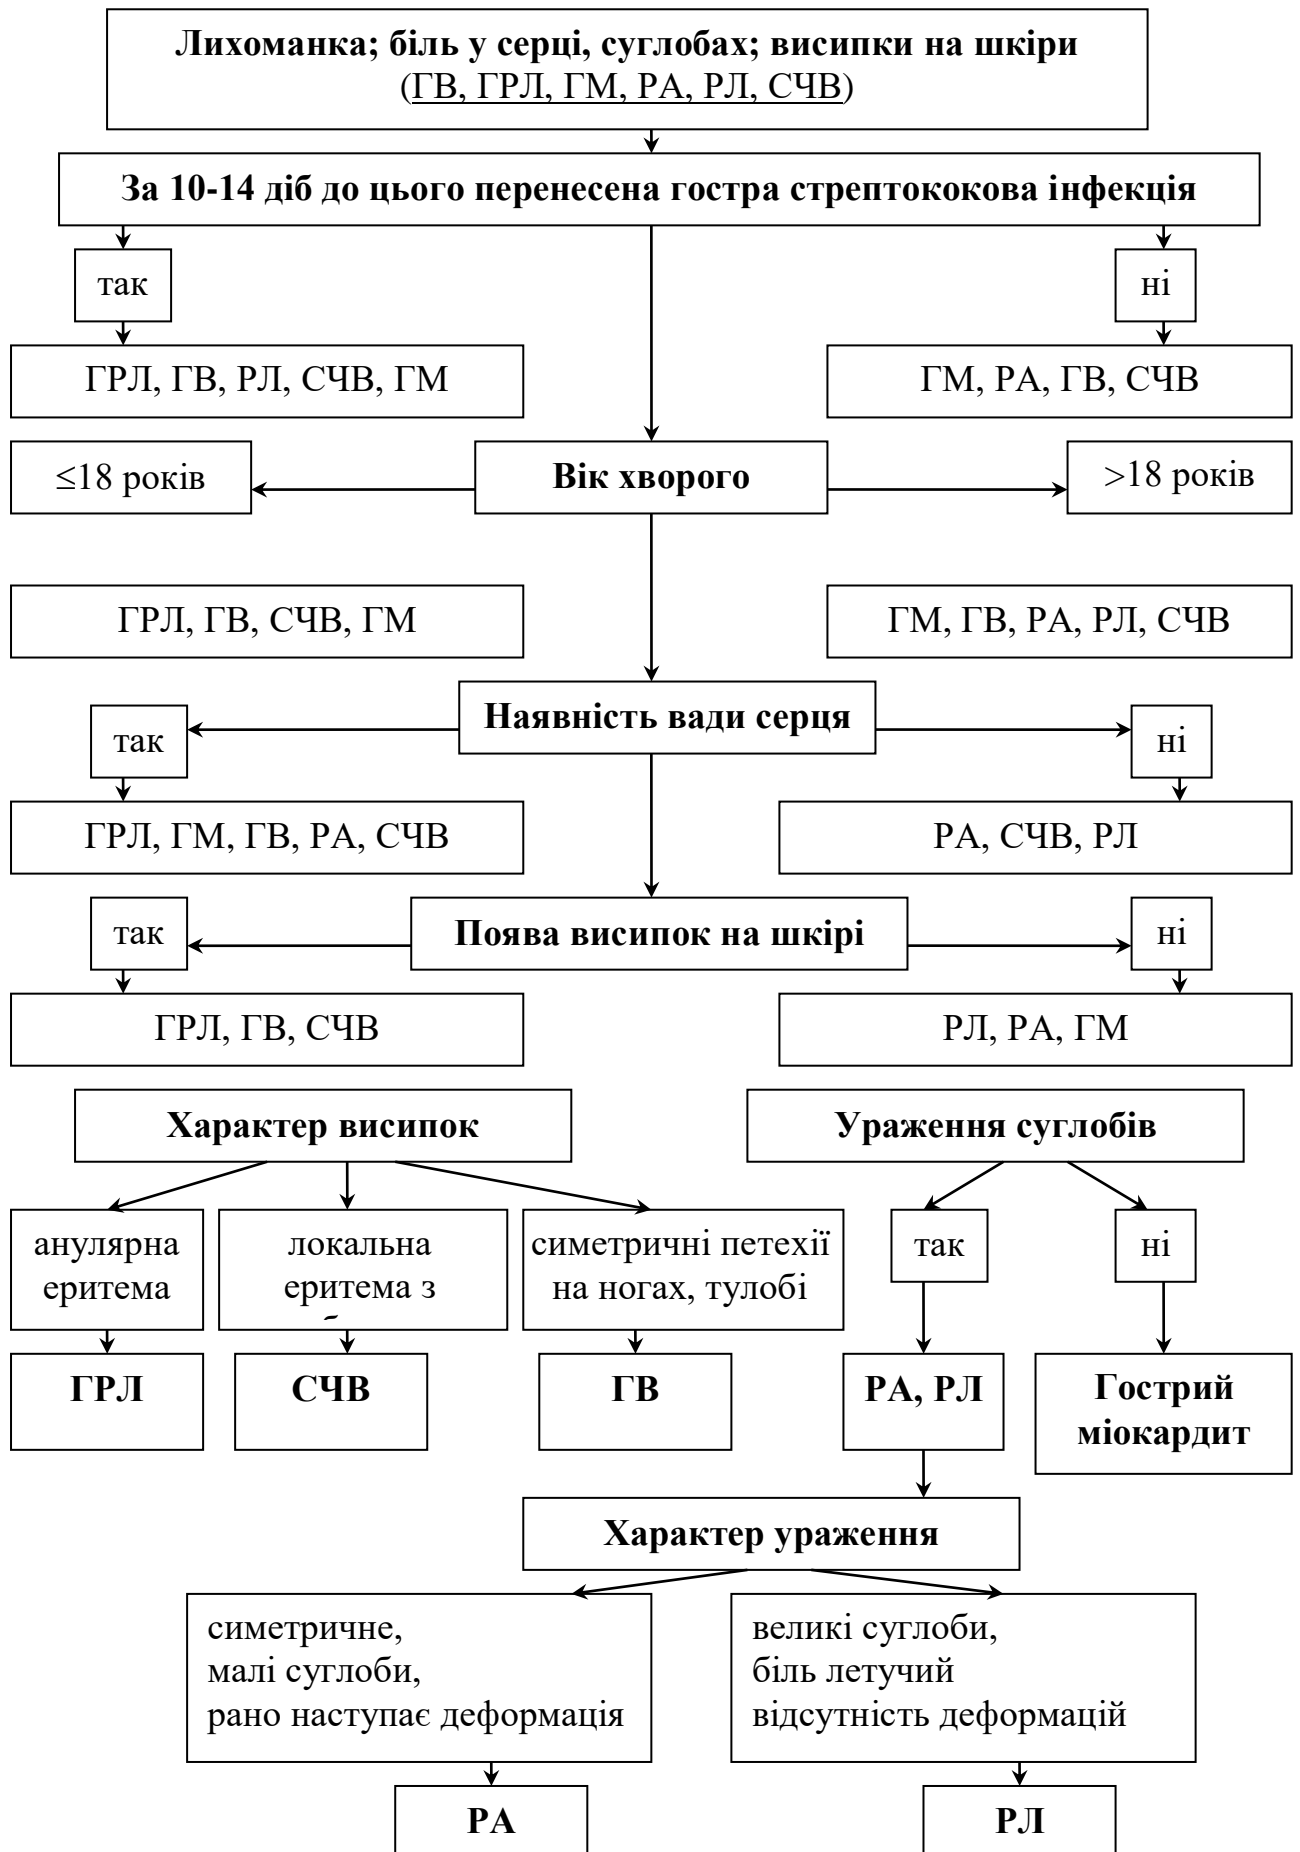 Лихоманка; біль у серці, суглобах; висипки на шкіри
(ГВ, ГРЛ, ГМ, РА, РЛ, СЧВ)
За 10-14 діб до цього перенесена гостра стрептококова інфекція
так
ні
ГРЛ, ГВ, РЛ, СЧВ, ГМ
ГМ, РА, ГВ, СЧВ
≤18 років
Вік хворого
>18 років
ГРЛ, ГВ, СЧВ, ГМ
ГМ, ГВ, РА, РЛ, СЧВ
Наявність вади серця
так
ні
ГРЛ, ГМ, ГВ, РА, СЧВ
РА, СЧВ, РЛ
Поява висипок на шкірі
так
ні
ГРЛ, ГВ, СЧВ
РЛ, РА, ГМ
Характер висипок
Ураження суглобів
анулярна
еритема
локальна
еритема з
симетричні петехії
на ногах, тулобі
так
ні
ГРЛ
СЧВ
ГВ
РА, РЛ
Гострий
міокардит
Характер ураження
симетричне,
малі суглоби,
рано наступає деформація
великі суглоби,
біль летучий
відсутність деформацій
РА
РЛ